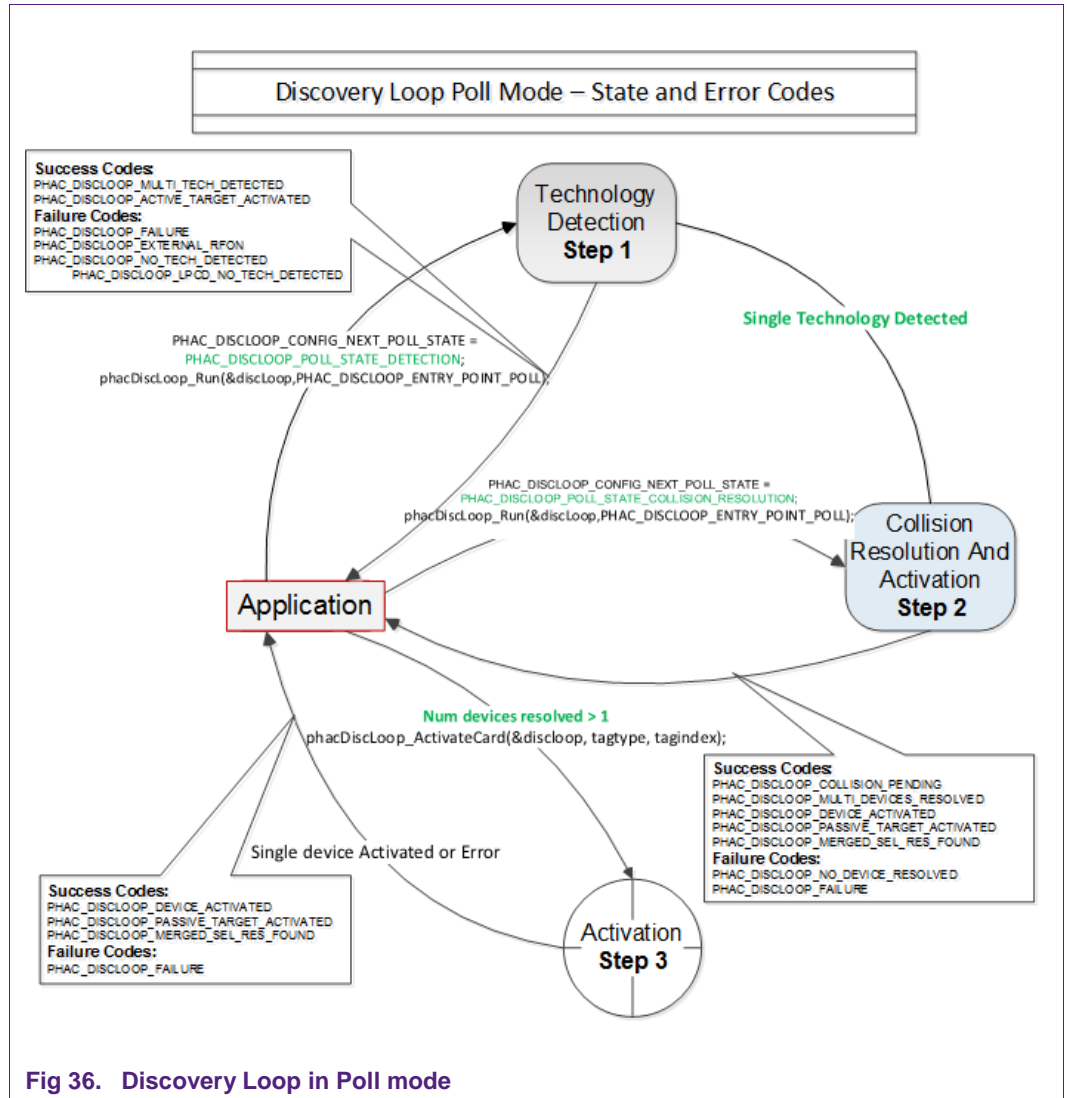 Discovery Loop Poll Mode – State and Error Codes
Success Codes:
PHAC_DISCLOOP_MULTI_TECH_DETECTED
PHAC_DISCLOOP_ACTIVE_TARGET_ACTIVATED
Failure Codes:
PHAC_DISCLOOP_FAILURE
PHAC_DISCLOOP_EXTERNAL_RFON
PHAC_DISCLOOP_NO_TECH_DETECTED
PHAC_DISCLOOP_LPCD_NO_TECH_DETECTED
Technology
Detection
Step 1
Single Technology Detected
PHAC_DISCLOOP_CONFIG_NEXT_POLL_STATE =
PHAC_DISCLOOP_POLL_STATE_DETECTION;
phacDiscLoop_Run(&discLoop,PHAC_DISCLOOP_ENTRY_POINT_POLL);
PHAC_DISCLOOP_CONFIG_NEXT_POLL_STATE =
PHAC_DISCLOOP_POLL_STATE_COLLISION_RESOLUTION;
phacDiscLoop_Run(&discLoop,PHAC_DISCLOOP_ENTRY_POINT_POLL);
Collision
Resolution And
Activation
Step 2
Application
Num devices resolved > 1
phacDiscLoop_ActivateCard(&discloop, tagtype, tagindex);
Success Codes:
PHAC_DISCLOOP_COLLISION_PENDING
PHAC_DISCLOOP_MULTI_DEVICES_RESOLVED
PHAC_DISCLOOP_DEVICE_ACTIVATED
PHAC_DISCLOOP_PASSIVE_TARGET_ACTIVATED
PHAC_DISCLOOP_MERGED_SEL_RES_FOUND
Failure Codes:
PHAC_DISCLOOP_NO_DEVICE_RESOLVED
PHAC_DISCLOOP_FAILURE
Single device Activated or Error
Success Codes:
PHAC_DISCLOOP_DEVICE_ACTIVATED
PHAC_DISCLOOP_PASSIVE_TARGET_ACTIVATED
PHAC_DISCLOOP_MERGED_SEL_RES_FOUND
Failure Codes:
PHAC_DISCLOOP_FAILURE
Activation
Step 3
Fig 36. Discovery Loop in Poll mode